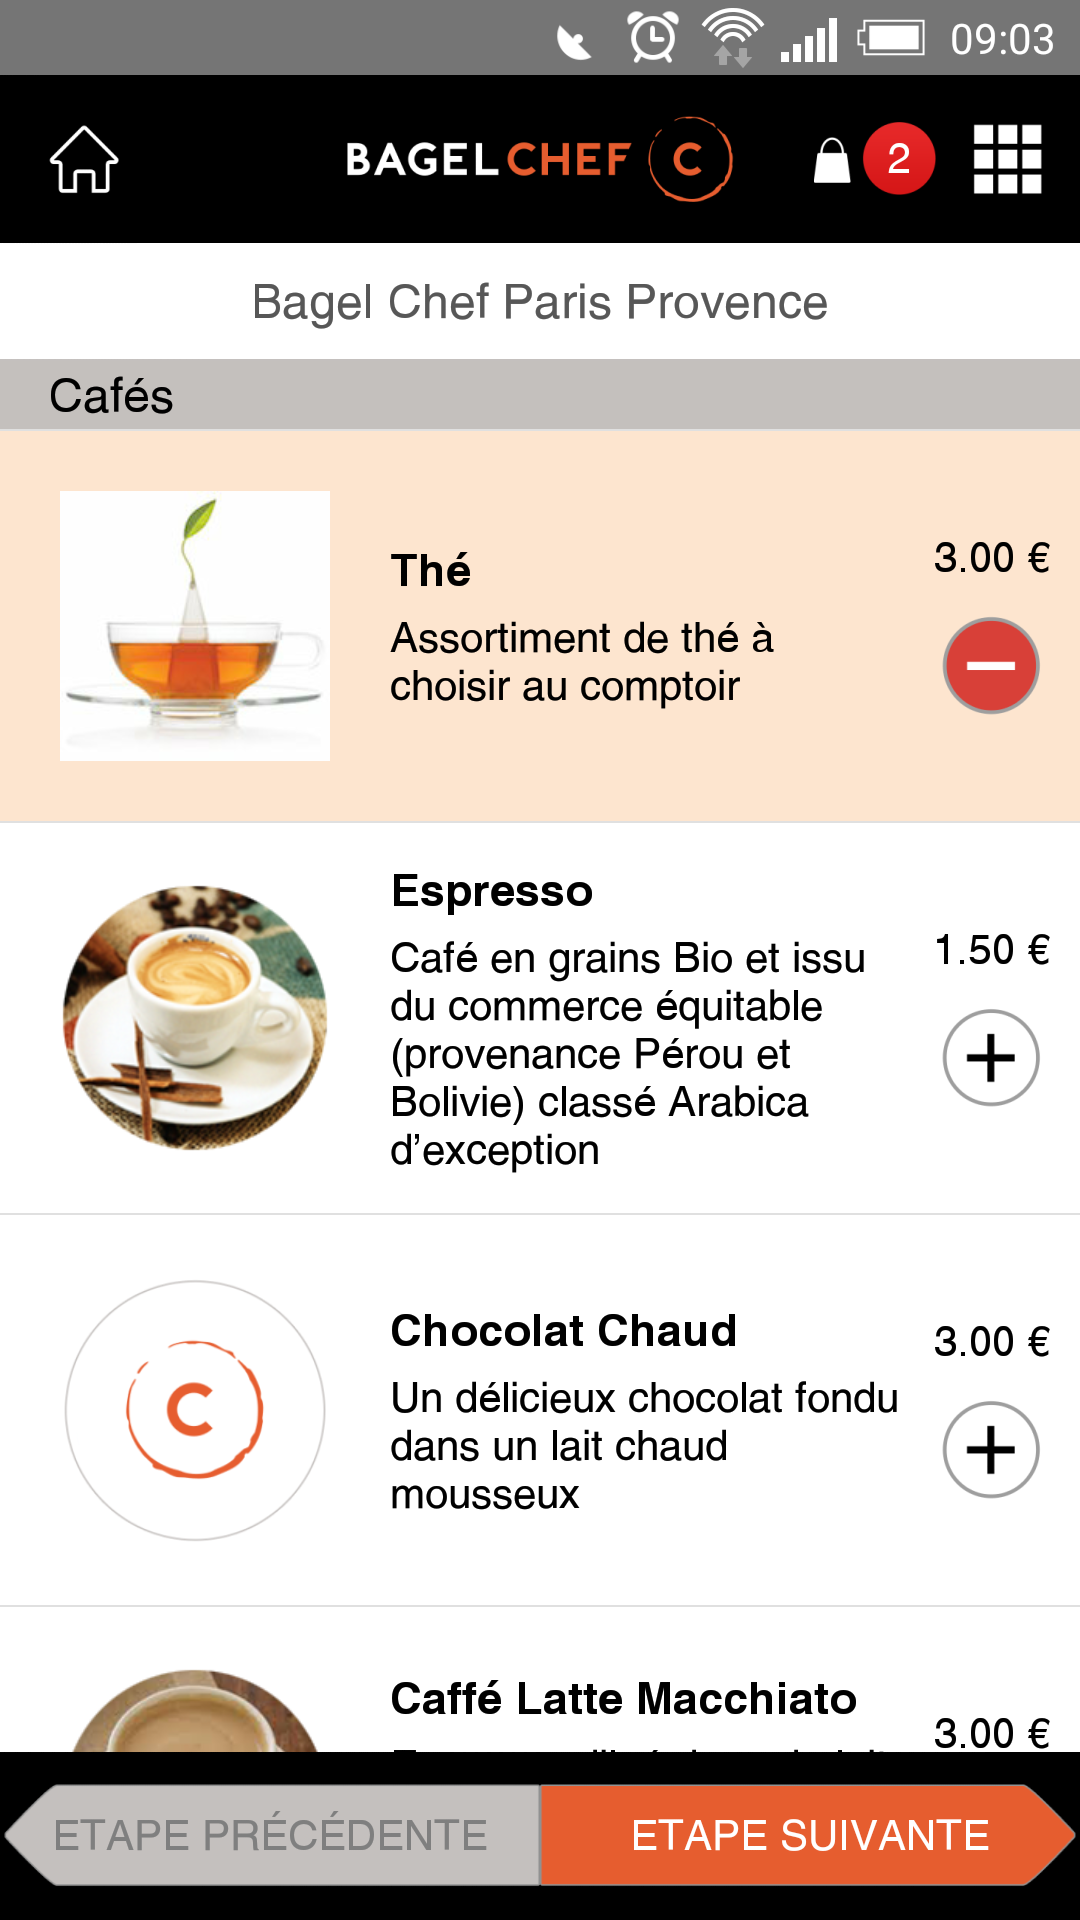 09:03
BAGEL CHEF C
2
Bagel Chef Paris Provence
Cafés
Thé
3.00 €
Assortiment de thé à
choisir au comptoir
Espresso
1.50 €
Café en grains Bio et issu
du commerce équitable
(provenance Pérou et
Bolivie) classé Arabica
d’exception
C
Chocolat Chaud
3.00 €
Un délicieux chocolat fondu
dans un lait chaud
mousseux
Caffé Latte Macchiato
3.00 €
ETAPE PRÉCÉDENTE
ETAPE SUIVANTE